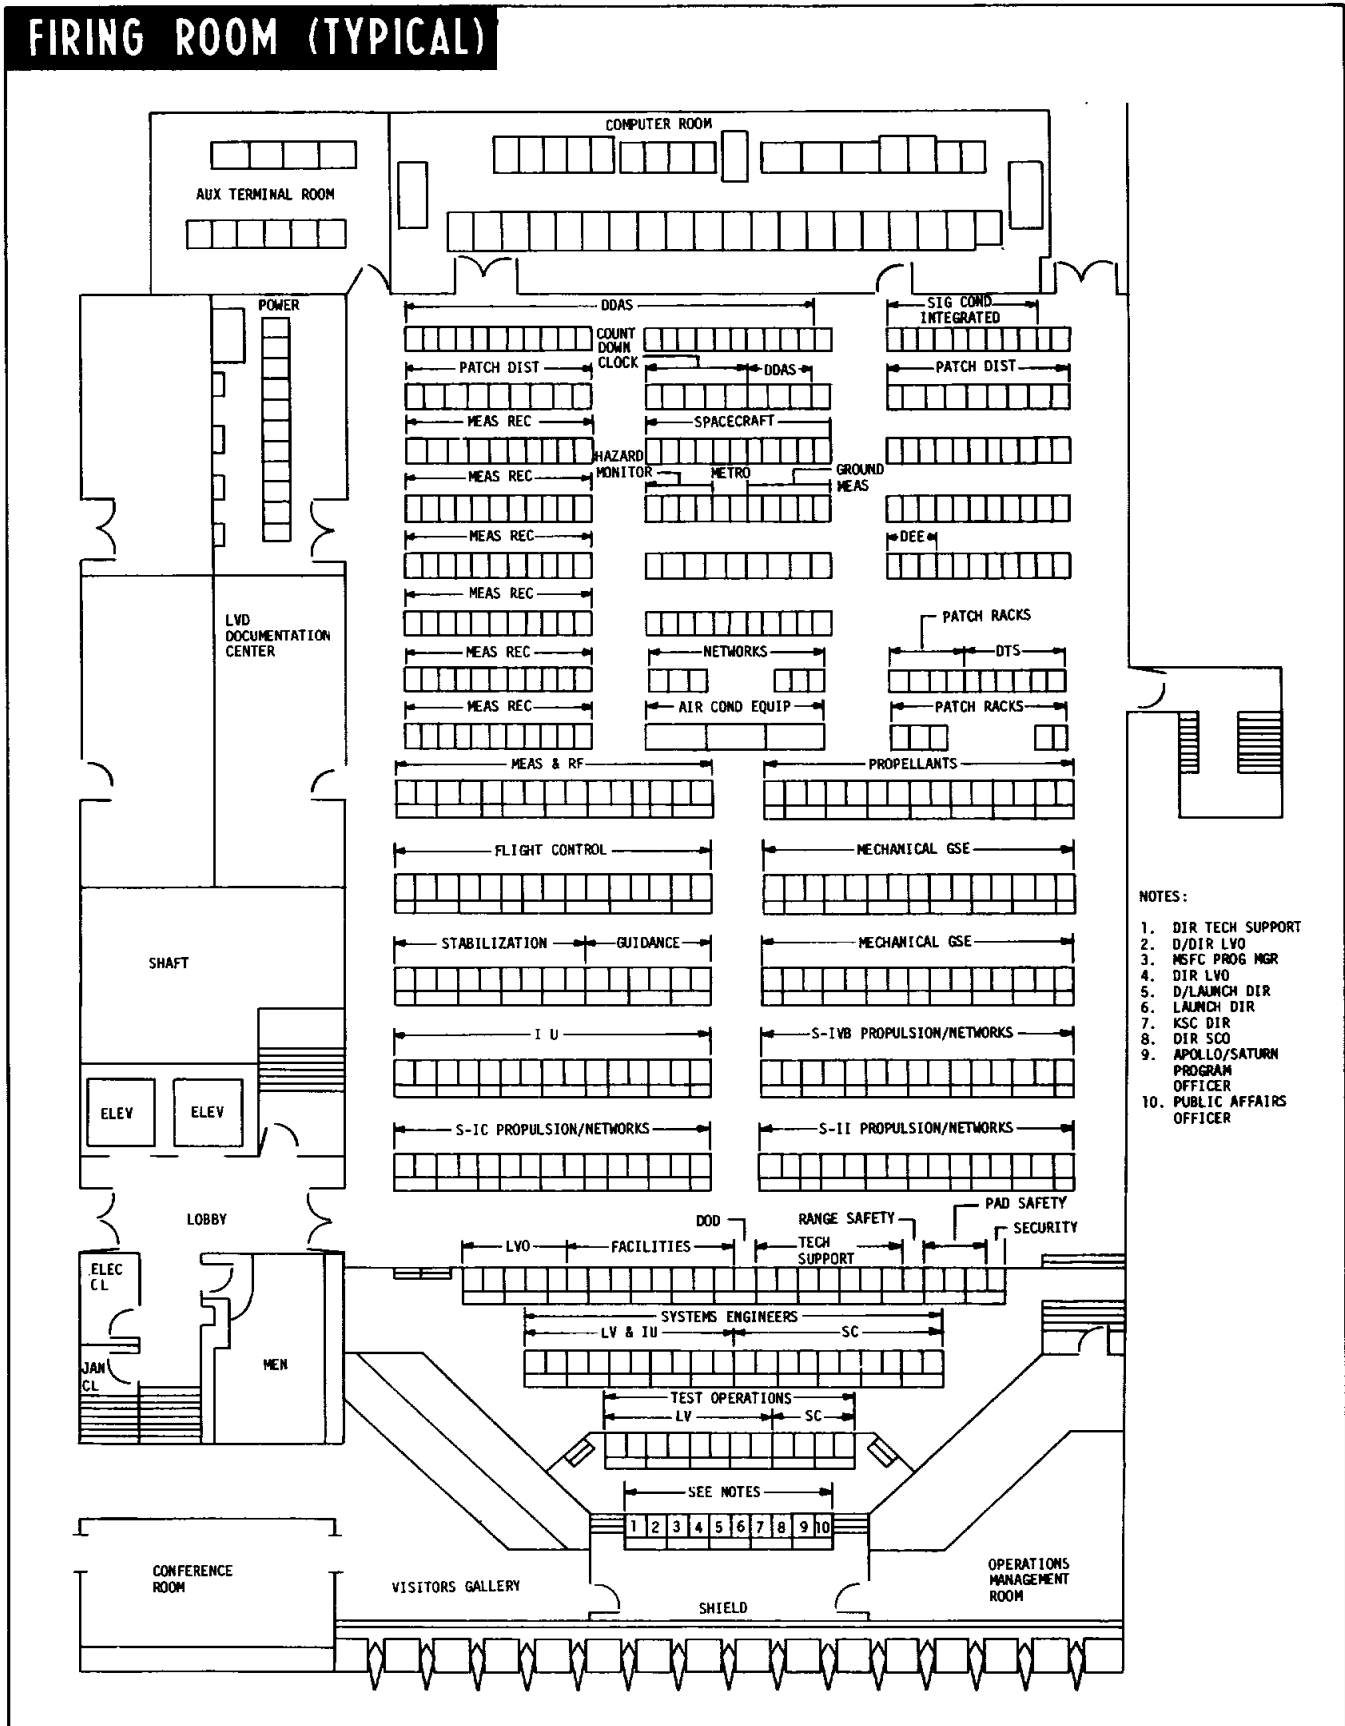 FIRING ROOM (TYPICAL)
COMPUTER ROOM
AUX TERMINAL ROOM
POWER
DDAS
SIG COND
INTEGRATED
COUNT
DOWN
CLOCK
PATCH DIST
DDAS
PATCH DIST
MEAS REC
SPACECRAFT
HAZARD
MONITOR
METRO
GROUND
MEAS
MEAS REC
MEAS REC
DEE
MEAS REC
LVD
DOCUMENTATION
CENTER
PATCH RACKS
MEAS REC
NETWORKS
DTS
MEAS REC
AIR COND EQUIP
PATCH RACKS
MEAS & RF
PROPELLANTS
FLIGHT CONTROL
MECHANICAL GSE
STABILIZATION
GUIDANCE
MECHANICAL GSE
SHAFT
I U
S-IVB PROPULSION/NETWORKS
ELEV
ELEV
S-IC PROPULSION/NETWORKS
S-II PROPULSION/NETWORKS
NOTES:
1. DIR TECH SUPPORT
2. D/DIR LVO
3. MSFC PROG MGR
4. DIR LVO
5. D/LAUNCH DIR
6. LAUNCH DIR
7. KSC DIR
8. DIR SCO
9. APOLLO/SATURN
PROGRAM
OFFICER
10. PUBLIC AFFAIRS
OFFICER
LOBBY
DOD
RANGE SAFETY
PAD SAFETY
SECURITY
LVO
FACILITIES
TECH
SUPPORT
ELEC
CL
SYSTEMS ENGINEERS
LV & IU
SC
JAN
CL
MEN
TEST OPERATIONS
LV
SC
SEE NOTES
1 2 3 4 5 6 7 8 9 10
CONFERENCE
ROOM
VISITORS GALLERY
SHIELD
OPERATIONS
MANAGEMENT
ROOM